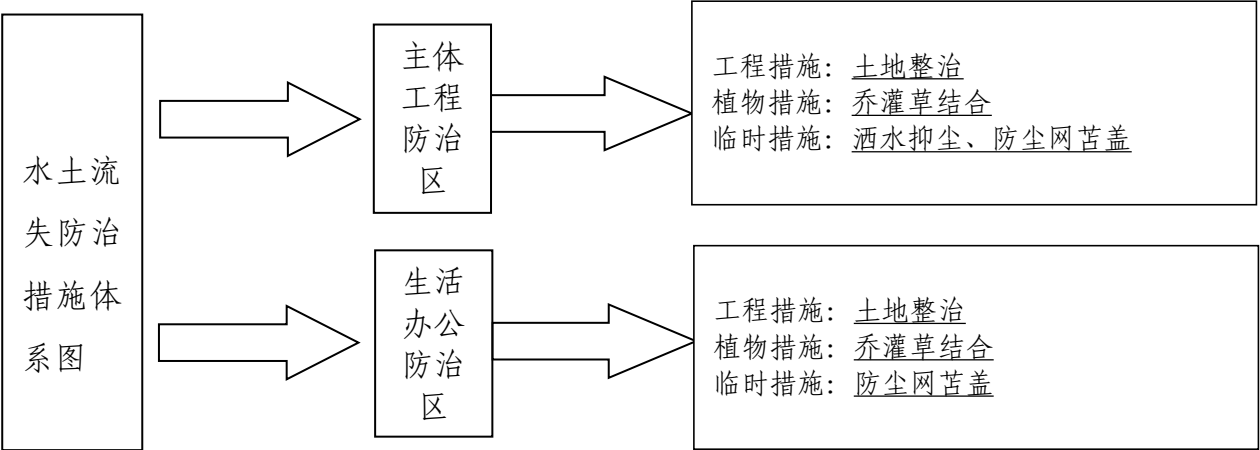 水土流
失防治
措施体
系图
主体
工程
防治
区
工程措施：土地整治
植物措施：乔灌草结合
临时措施：洒水抑尘、防尘网苫盖
生活
办公
防治
区
工程措施：土地整治
植物措施：乔灌草结合
临时措施：防尘网苫盖